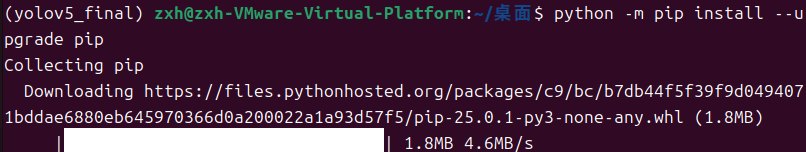 (yolov5_final) zxh@zxh-VMware-Virtual-Platform:~/桌面$ python -m pip install --u
pgrade pip
Collecting pip
  Downloading https://files.pythonhosted.org/packages/c9/bc/b7db44f5f39f9d049407
1bddae6880eb645970366d0a200022a1a93d57f5/pip-25.0.1-py3-none-any.whl (1.8MB)
    |                                | 1.8MB 4.6MB/s